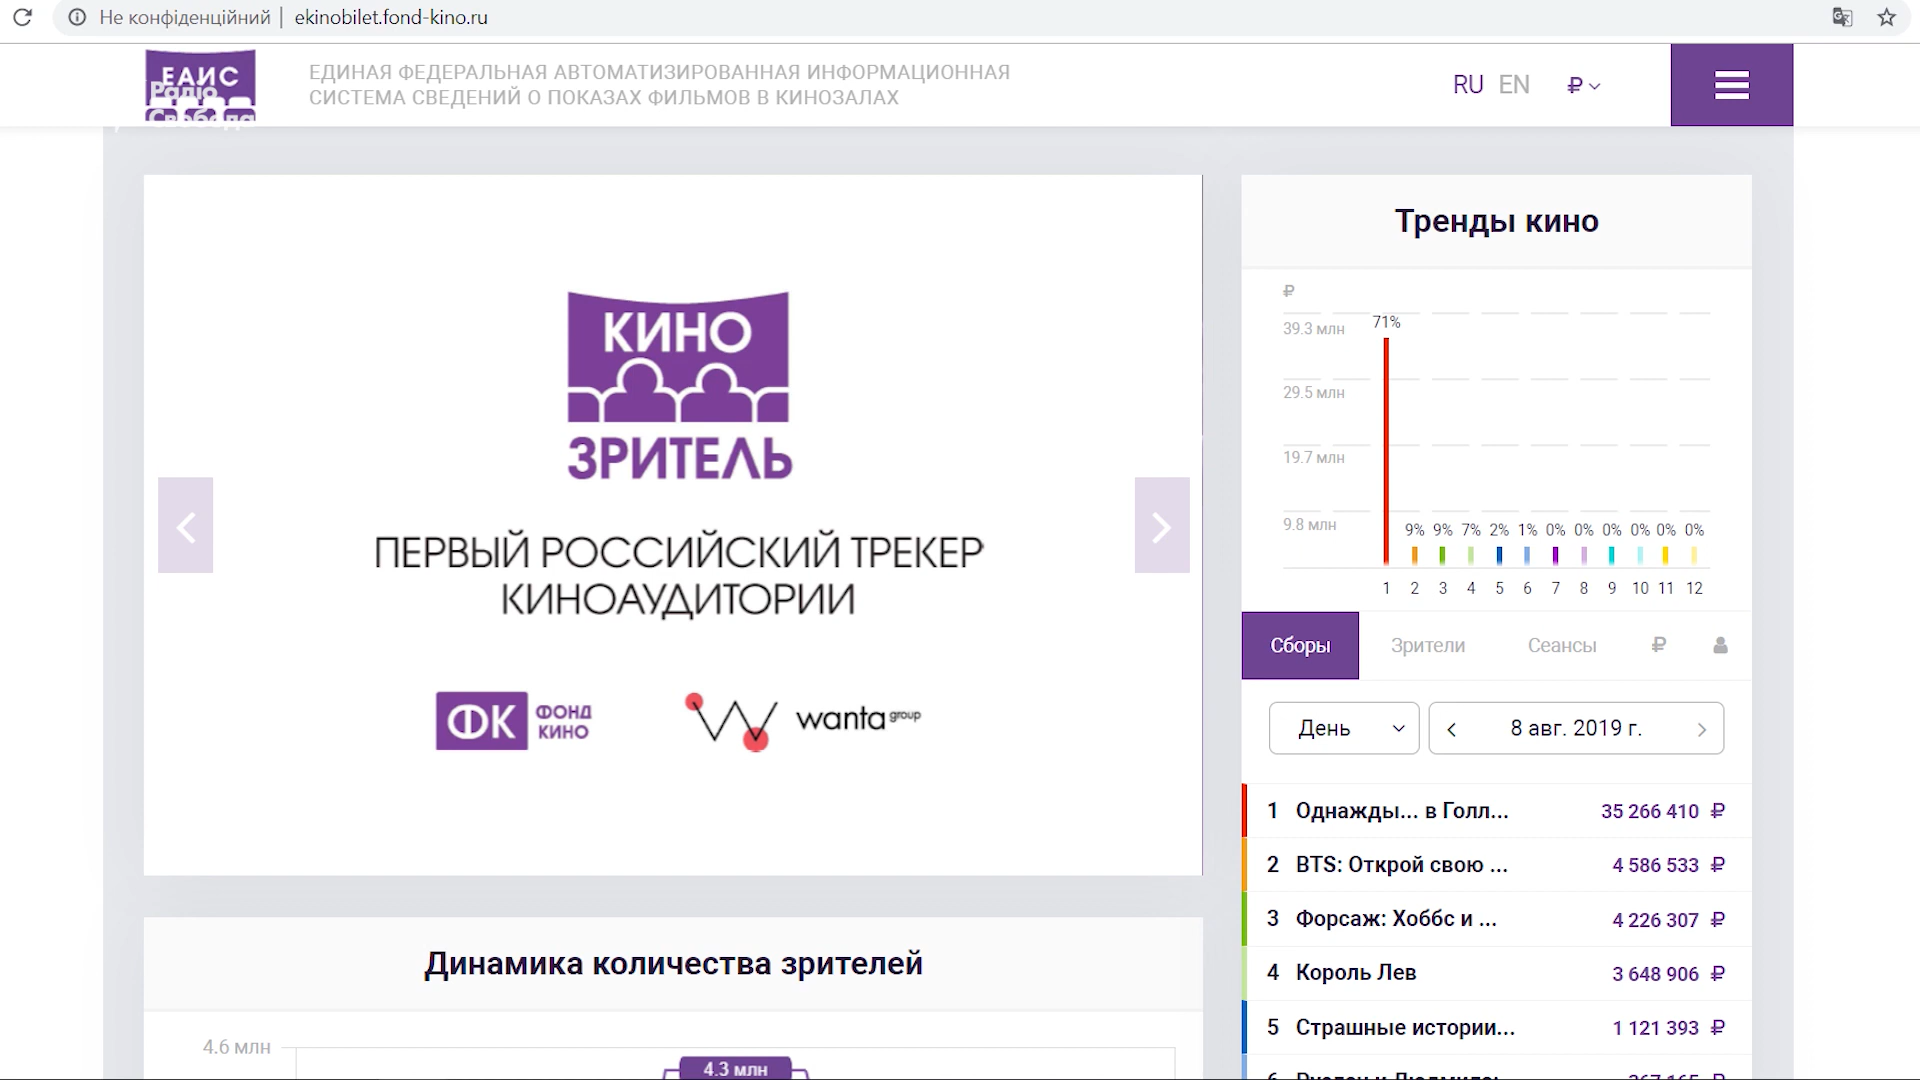 Не конфіденційний
ekinobilet.fond-kino.ru
ЕАИС
Радіо
Свобода
ЕДИНАЯ ФЕДЕРАЛЬНАЯ АВТОМАТИЗИРОВАННАЯ ИНФОРМАЦИОННАЯ
СИСТЕМА СВЕДЕНИЙ О ПОКАЗАХ ФИЛЬМОВ В КИНОЗАЛАХ
RU EN ₽
КИНО
ЗРИТЕЛЬ
ПЕРВЫЙ РОССИЙСКИЙ ТРЕКЕР
КИНОАУДИТОРИИ
ФК ФОНД
КИНО
wanta group
Динамика количества зрителей
4.6 млн
4.3 млн
Тренды кино
₽
39.3 млн
29.5 млн
19.7 млн
9.8 млн
71%
9% 9% 7% 2% 1% 0% 0% 0% 0% 0% 0%
1 2 3 4 5 6 7 8 9 10 11 12
Сборы Зрители Сеансы ₽
День 8 авг. 2019 г.
1 Однажды... в Голл... 35 266 410 ₽
2 BTS: Открой свою ... 4 586 533 ₽
3 Форсаж: Хоббс и ... 4 226 307 ₽
4 Король Лев 3 648 906 ₽
5 Страшные истории... 1 121 393 ₽